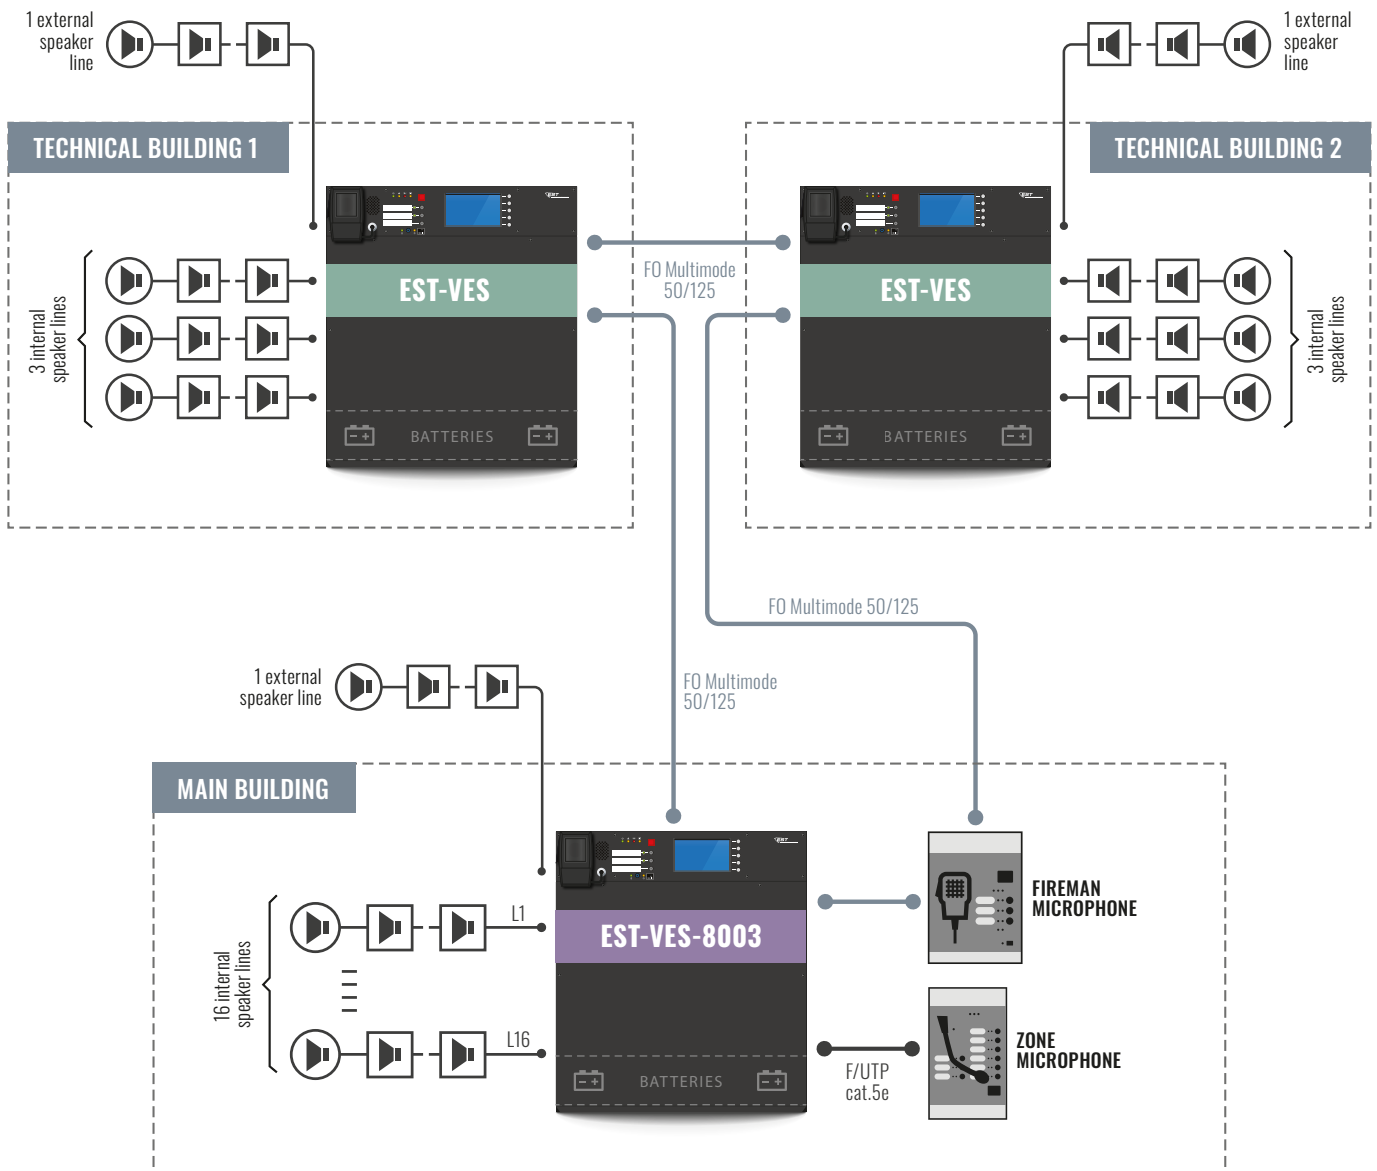 1 external
speaker
line
1 external
speaker
line
TECHNICAL BUILDING 1
TECHNICAL BUILDING 2
EST
EST
FO Multimode
50/125
EST-VES
EST-VES
3 internal
speaker lines
3 internal
speaker lines
BATTERIES
BATTERIES
FO Multimode 50/125
1 external
speaker line
FO Multimode
50/125
MAIN BUILDING
EST
FIREMAN
MICROPHONE
L1
EST-VES-8003
16 internal
speaker lines
L16
ZONE
MICROPHONE
BATTERIES
F/UTP
cat.5e